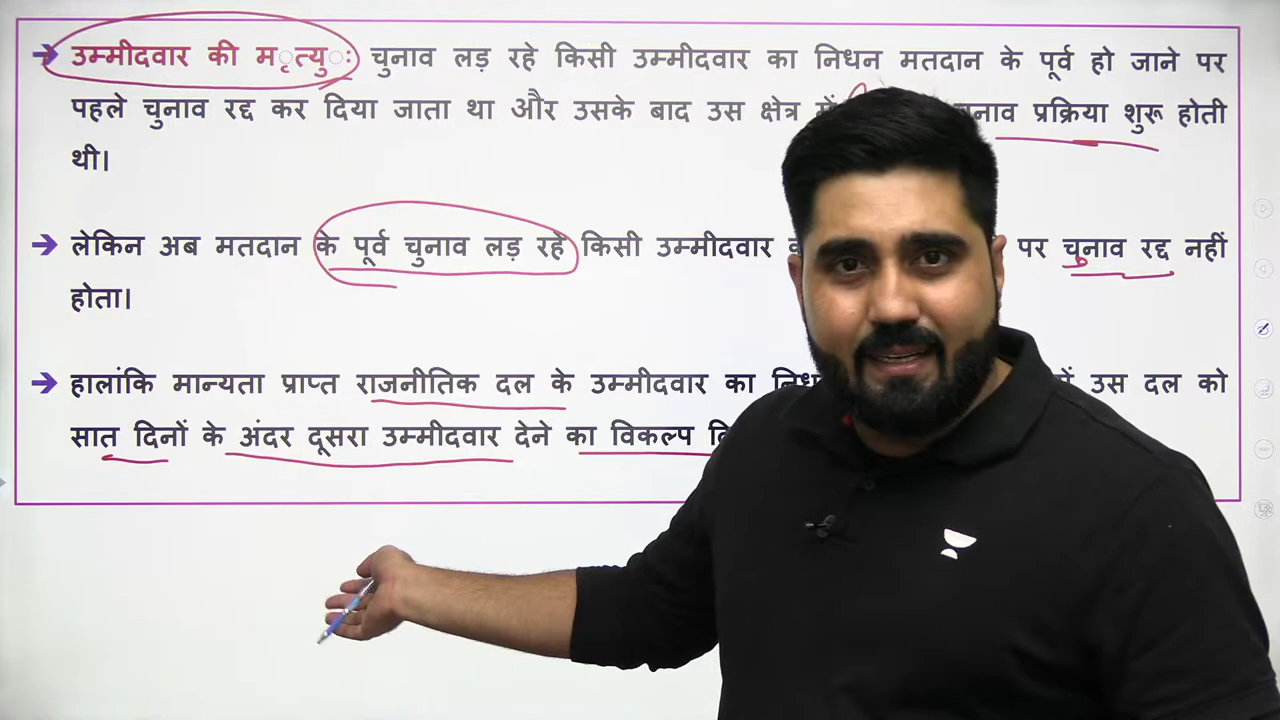 उम्मीदवार की मृत्युः चुनाव लड़ रहे किसी उम्मीदवार का निधन मतदान के पूर्व हो जाने पर
पहले चुनाव रद्द कर दिया जाता था और उसके बाद उस क्षेत्र में प्रक्रिया शुरू होती
थी।
लेकिन अब मतदान के पूर्व चुनाव लड़ रहे किसी उम्मीदवार पर चुनाव रद्द नहीं
होता।
हालांकि मान्यता प्राप्त राजनीतिक दल के उम्मीदवार का उस दल को
सात दिनों के अंदर दूसरा उम्मीदवार देने का विकल्प